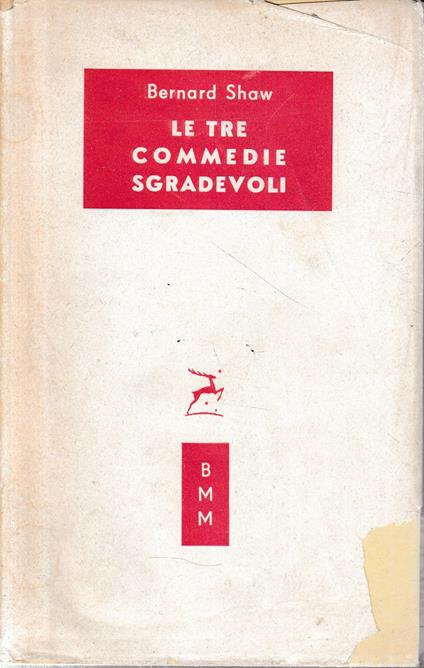 Bernard Shaw
LE TRE
COMMEDIE
SGRADEVOLI
B
M
M